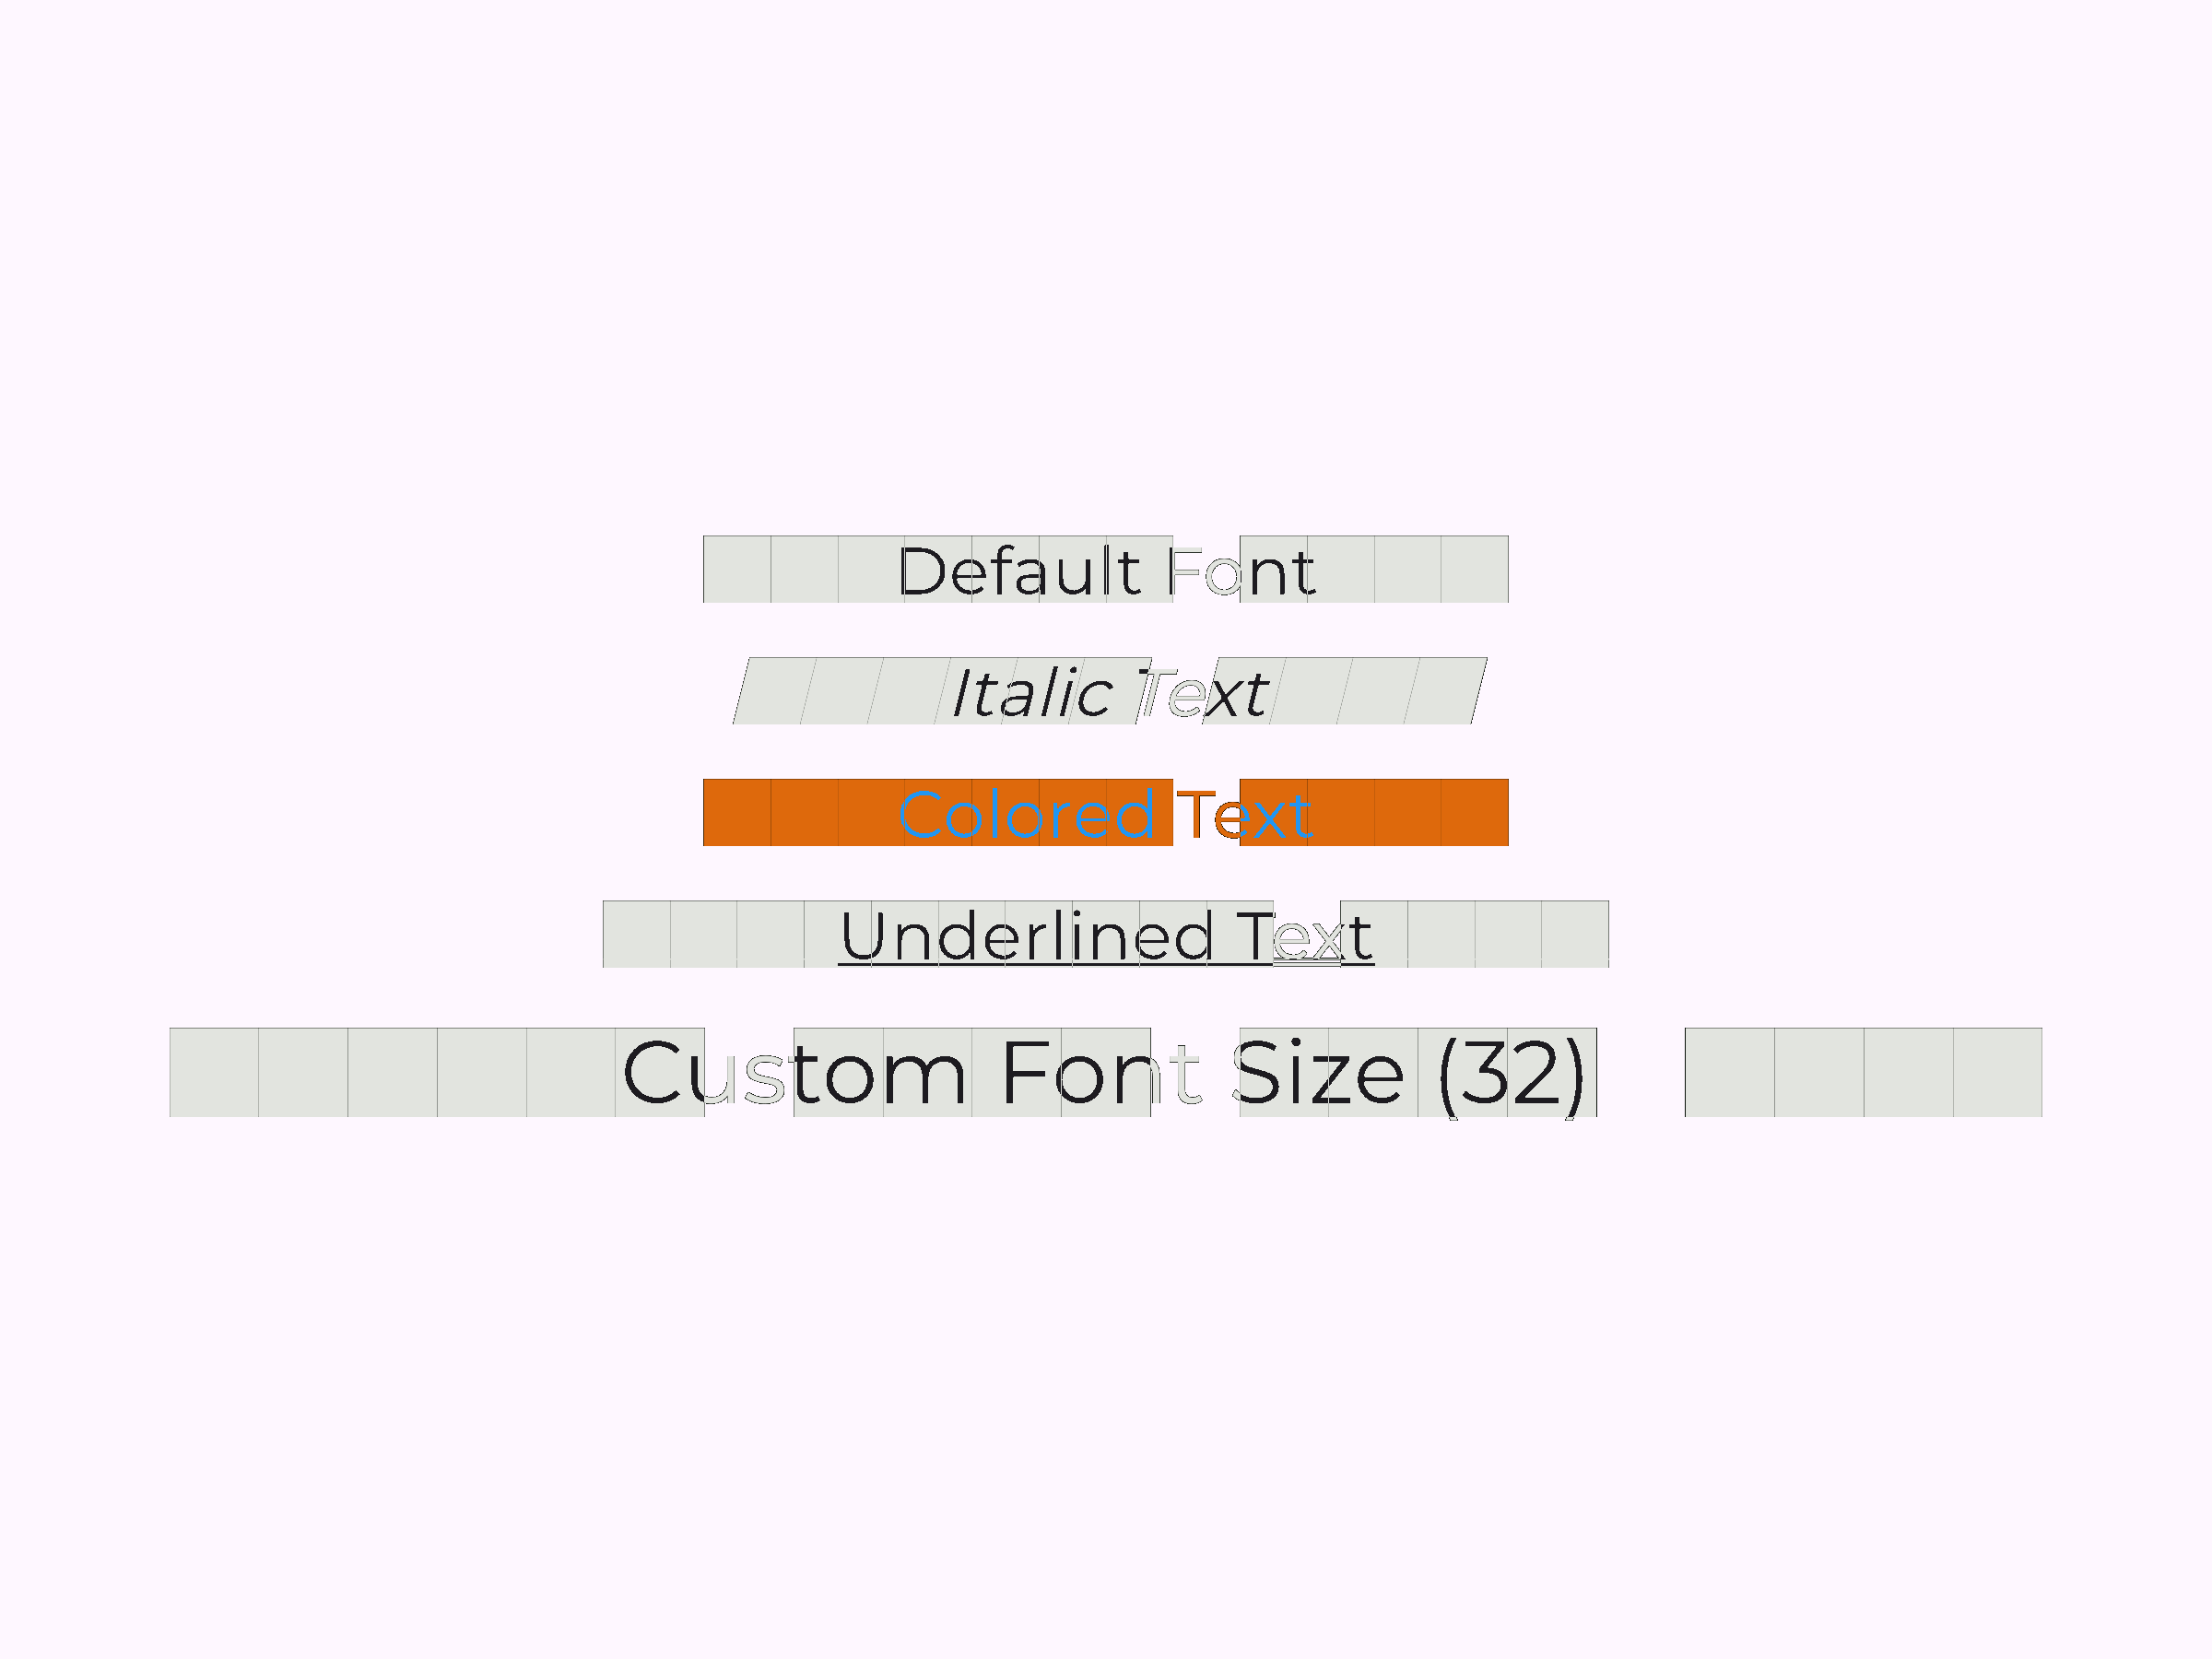 Default Font
Italic Text
Colored Text
Underlined Text
Custom Font Size (32)